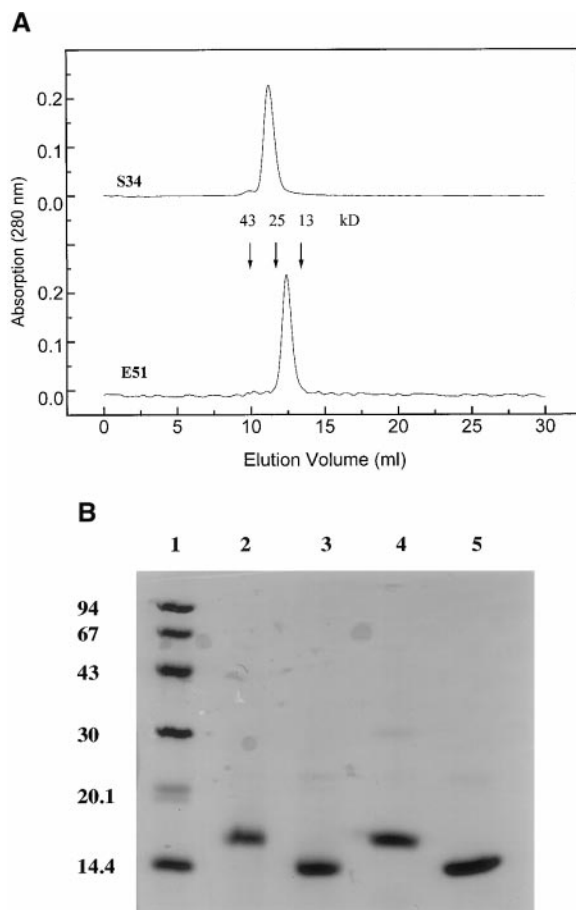 A
0.2
0.1
S34
0.0
43 25 13 kD
Absorption (280 nm)
0.2
0.1
E51
0.0
0 5 10 15 20 25 30
Elution Volume (ml)
B
1 2 3 4 5
94
67
43
30
20.1
14.4